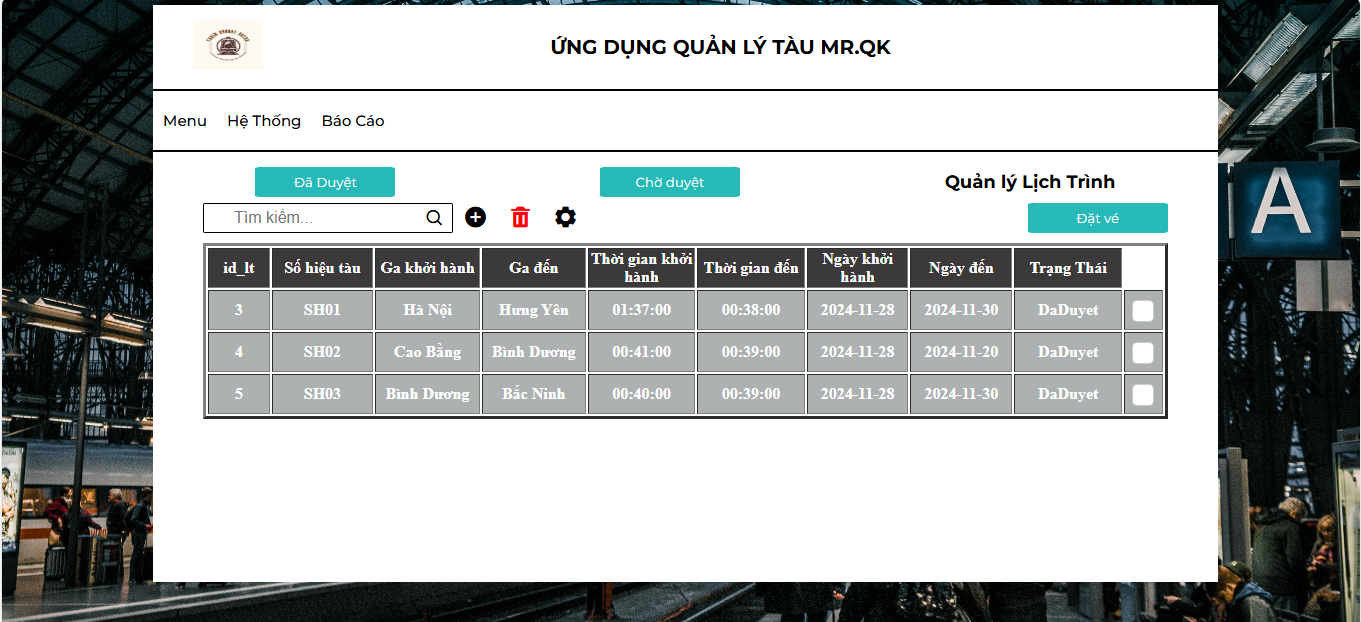 ỨNG DỤNG QUẢN LÝ TÀU MR.QK
Menu Hệ Thống Báo Cáo
Đã Duyệt Chờ duyệt Quản lý Lịch Trình
Tìm kiếm... Đặt vé
id_lt Số hiệu tàu Ga khởi hành Ga đến Thời gian khởi hành Thời gian đến Ngày khởi hành Ngày đến Trạng Thái
3 SH01 Hà Nội Hưng Yên 01:37:00 00:38:00 2024-11-28 2024-11-30 DaDuyet
4 SH02 Cao Bằng Bình Dương 00:41:00 00:39:00 2024-11-28 2024-11-20 DaDuyet
5 SH03 Bình Dương Bắc Ninh 00:40:00 00:39:00 2024-11-28 2024-11-30 DaDuyet
A